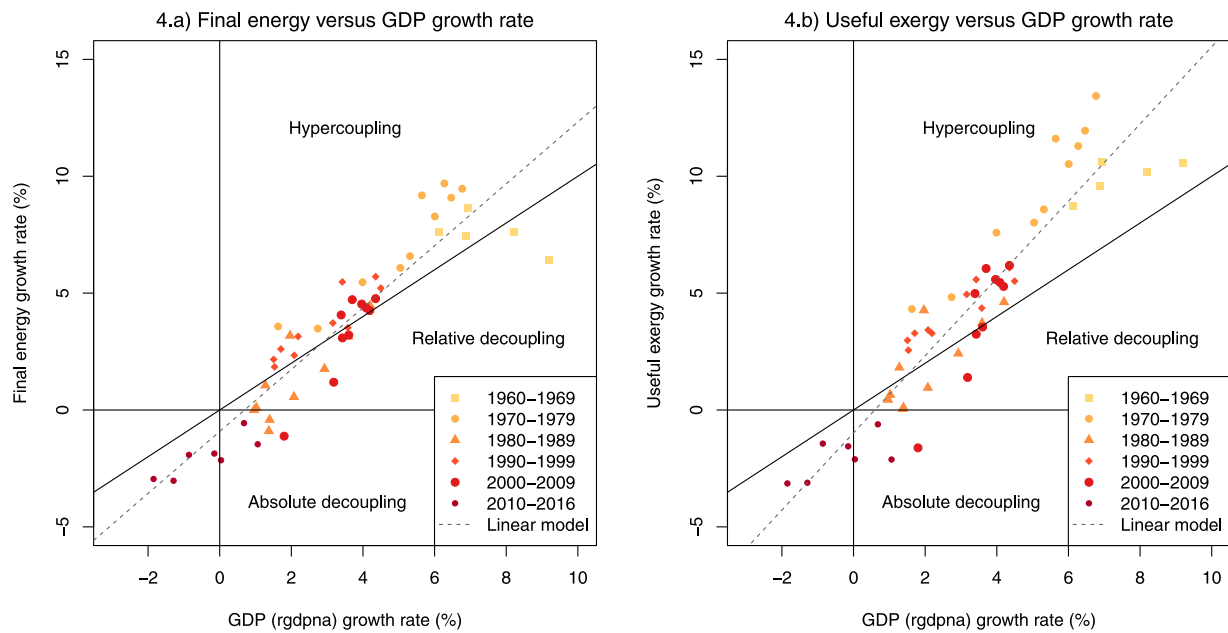 4.a) Final energy versus GDP growth rate
Final energy growth rate (%)
15
10
5
0
−5
Hypercoupling
Relative decoupling
Absolute decoupling
1960−1969
1970−1979
1980−1989
1990−1999
2000−2009
2010−2016
Linear model
−2 0 2 4 6 8 10
GDP (rgdpna) growth rate (%)
4.b) Useful exergy versus GDP growth rate
Useful exergy growth rate (%)
15
10
5
0
−5
Hypercoupling
Relative decoupling
Absolute decoupling
1960−1969
1970−1979
1980−1989
1990−1999
2000−2009
2010−2016
Linear model
−2 0 2 4 6 8 10
GDP (rgdpna) growth rate (%)